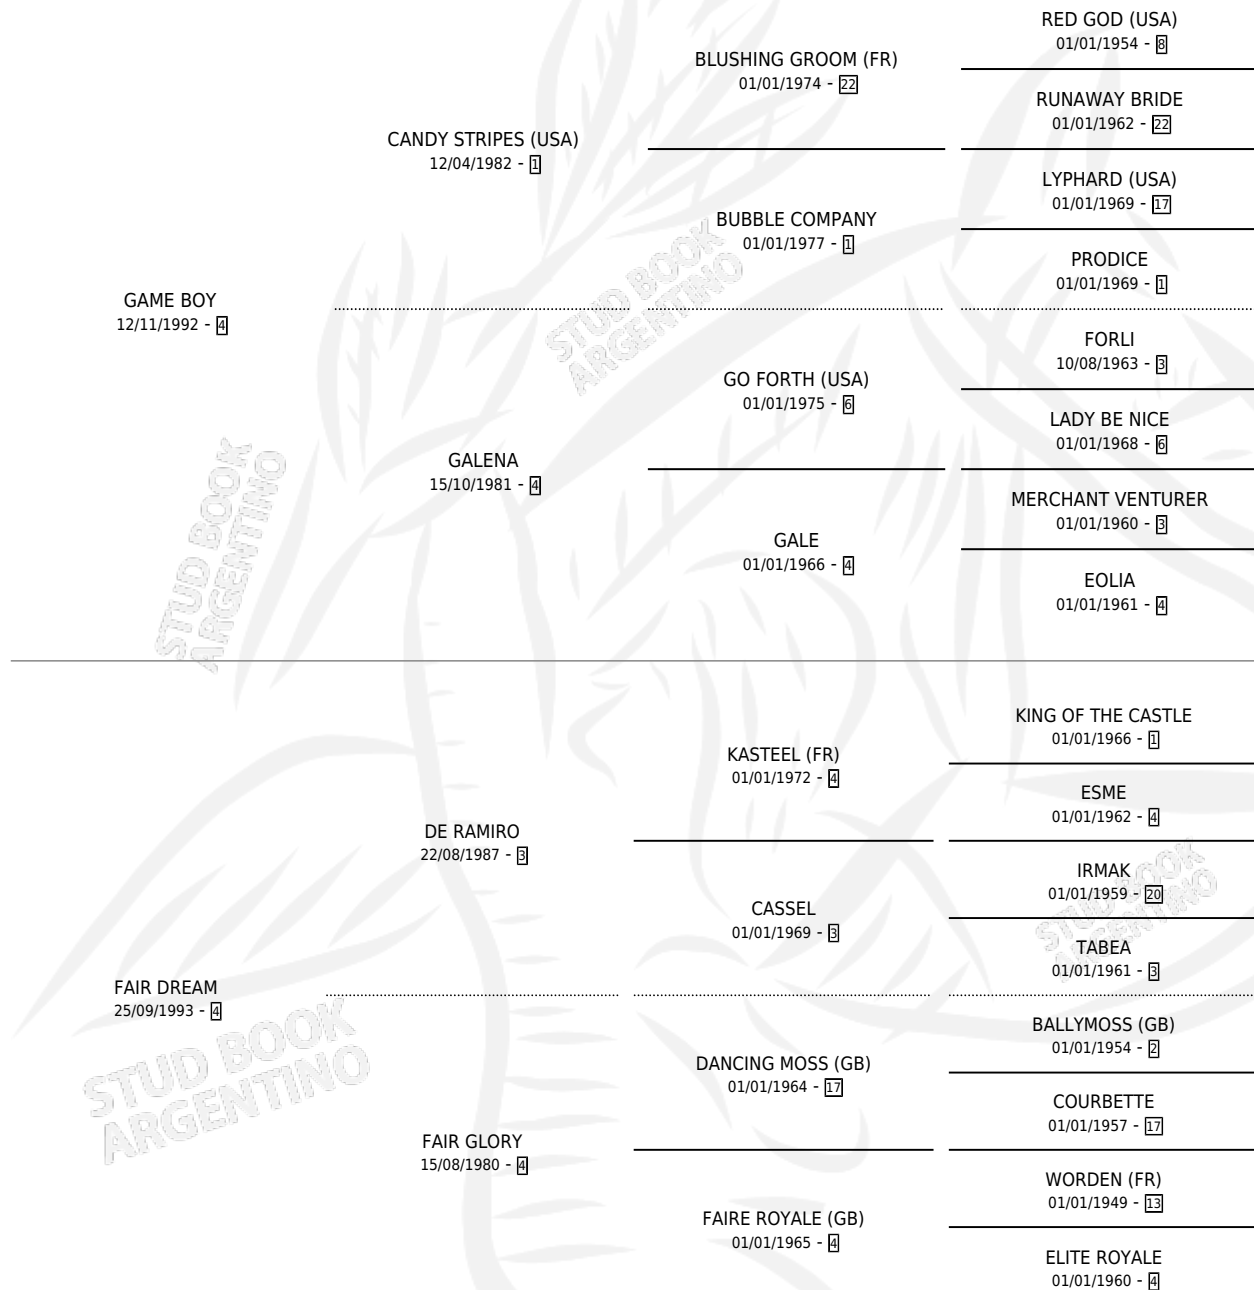 GAME BOY
12/11/1992 - 4
CANDY STRIPES (USA)
12/04/1982 - 1
BLUSHING GROOM (FR)
01/01/1974 - 22
RED GOD (USA)
01/01/1954 - 8
RUNAWAY BRIDE
01/01/1962 - 22
BUBBLE COMPANY
01/01/1977 - 1
LYPHARD (USA)
01/01/1969 - 17
PRODICE
01/01/1969 - 1
GALENA
15/10/1981 - 4
GO FORTH (USA)
01/01/1975 - 6
FORLI
10/08/1963 - 3
LADY BE NICE
01/01/1968 - 6
GALE
01/01/1966 - 4
MERCHANT VENTURER
01/01/1960 - 3
EOLIA
01/01/1961 - 4
FAIR DREAM
25/09/1993 - 4
DE RAMIRO
22/08/1987 - 3
KASTEEL (FR)
01/01/1972 - 4
KING OF THE CASTLE
01/01/1966 - 1
ESME
01/01/1962 - 4
CASSEL
01/01/1969 - 3
IRMAK
01/01/1959 - 20
TABEA
01/01/1961 - 3
FAIR GLORY
15/08/1980 - 4
DANCING MOSS (GB)
01/01/1964 - 17
BALLYMOSS (GB)
01/01/1954 - 2
COURBETTE
01/01/1957 - 17
FAIRE ROYALE (GB)
01/01/1965 - 4
WORDEN (FR)
01/01/1949 - 13
ELITE ROYALE
01/01/1960 - 4
STUD BOOK
ARGENTINO
STUD BOOK
ARGENTINO
STUD BOOK
ARGENTINO
STUD BOOK
ARGENTINO